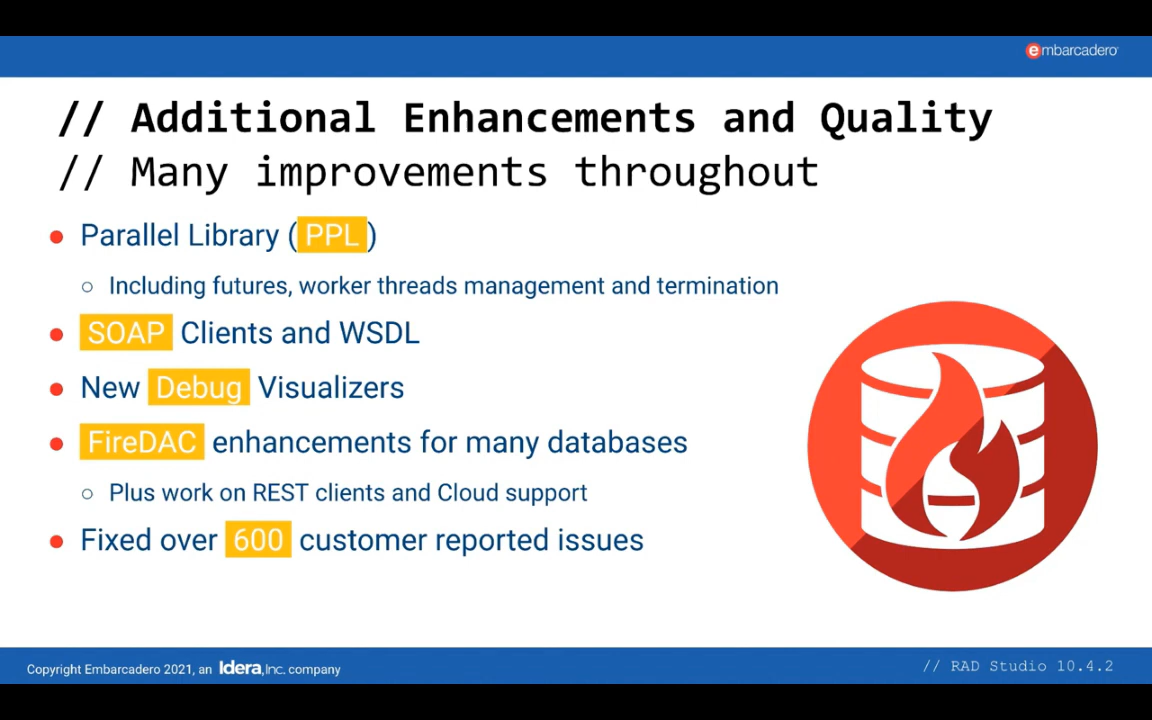 embarcadero
// Additional Enhancements and Quality
// Many improvements throughout
• Parallel Library (PPL)
○ Including futures, worker threads management and termination
• SOAP Clients and WSDL
• New Debug Visualizers
• FireDAC enhancements for many databases
○ Plus work on REST clients and Cloud support
• Fixed over 600 customer reported issues
Copyright Embarcadero 2021, an Idera, Inc. company
// RAD Studio 10.4.2